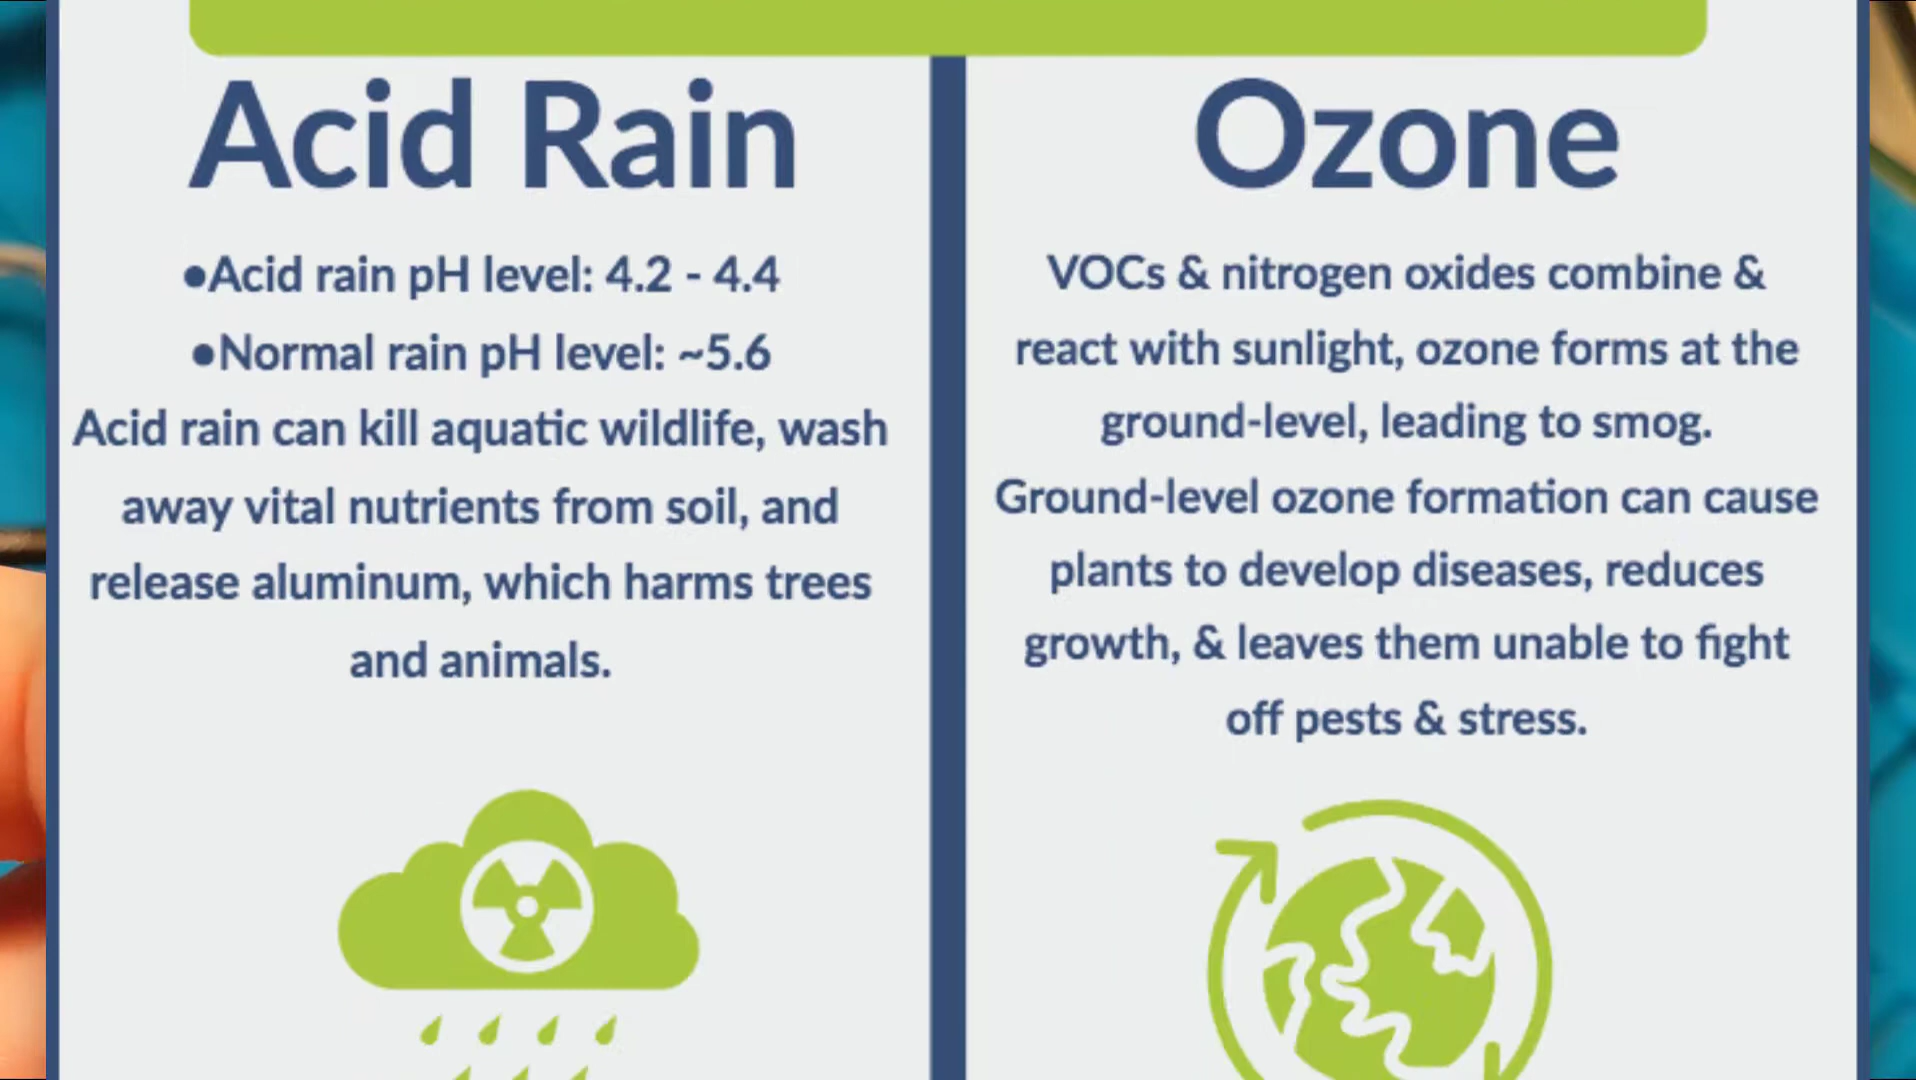 Acid Rain
•Acid rain pH level: 4.2 - 4.4
•Normal rain pH level: ~5.6
Acid rain can kill aquatic wildlife, wash
away vital nutrients from soil, and
release aluminum, which harms trees
and animals.
Ozone
VOCs & nitrogen oxides combine &
react with sunlight, ozone forms at the
ground-level, leading to smog.
Ground-level ozone formation can cause
plants to develop diseases, reduces
growth, & leaves them unable to fight
off pests & stress.